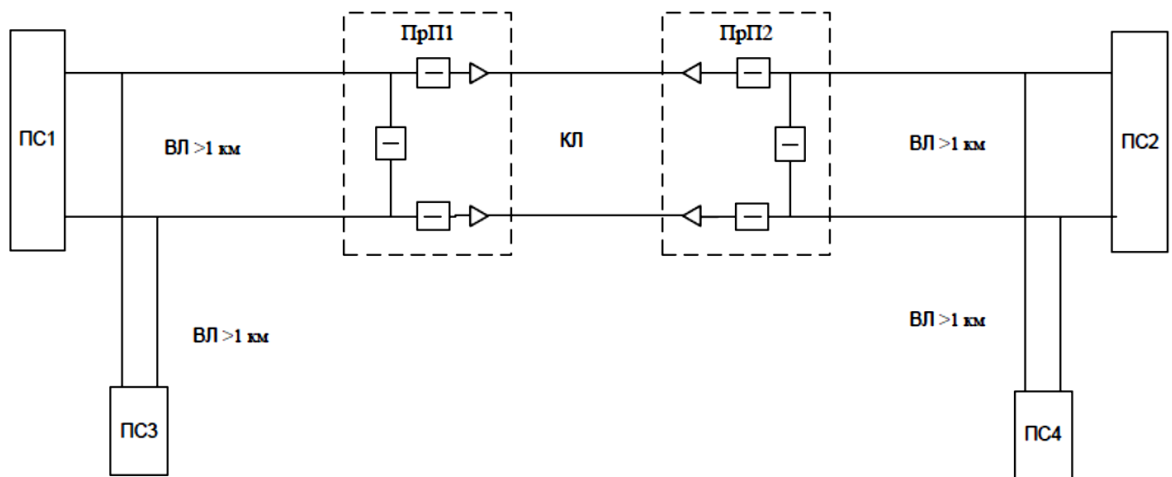 ПрП1
ПрП2
ПС1
ВЛ >1 км
КЛ
ВЛ >1 км
ПС2
ВЛ >1 км
ВЛ >1 км
ПС3
ПС4